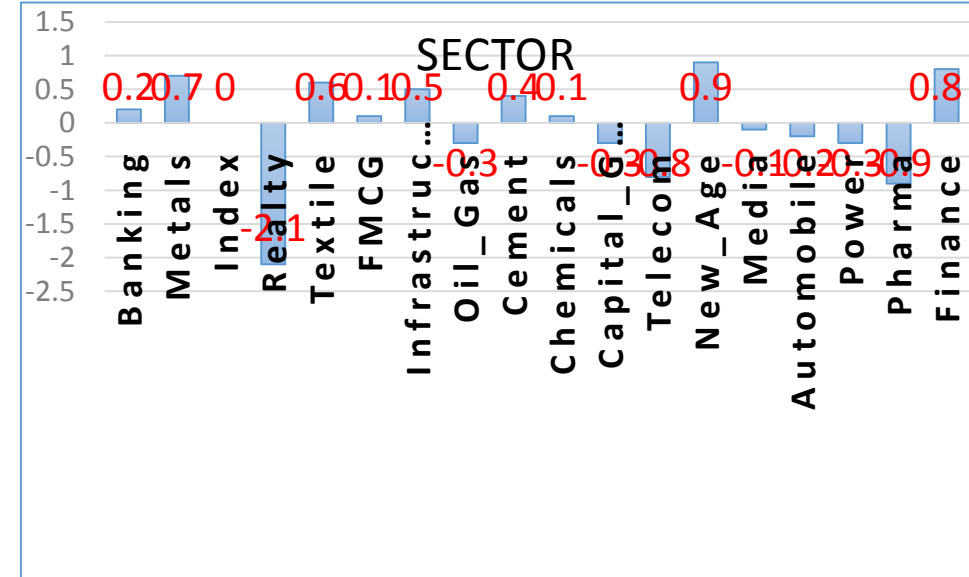 SECTOR
1.5
1
0.5
0
-0.5
-1
-1.5
-2
-2.5
0.2
0.7
0
-2.1
0.6
0.1
0.5
-0.3
0.4
0.1
-0.3
-0.8
0.9
-0.1
-0.2
-0.3
-0.9
0.8
Banking
Metals
Index
Realty
Textile
FMCG
Infrastruc…
Oil_Gas
Cement
Chemicals
Capital_G…
Telecom
New_Age
Media
Automobile
Power
Pharma
Finance